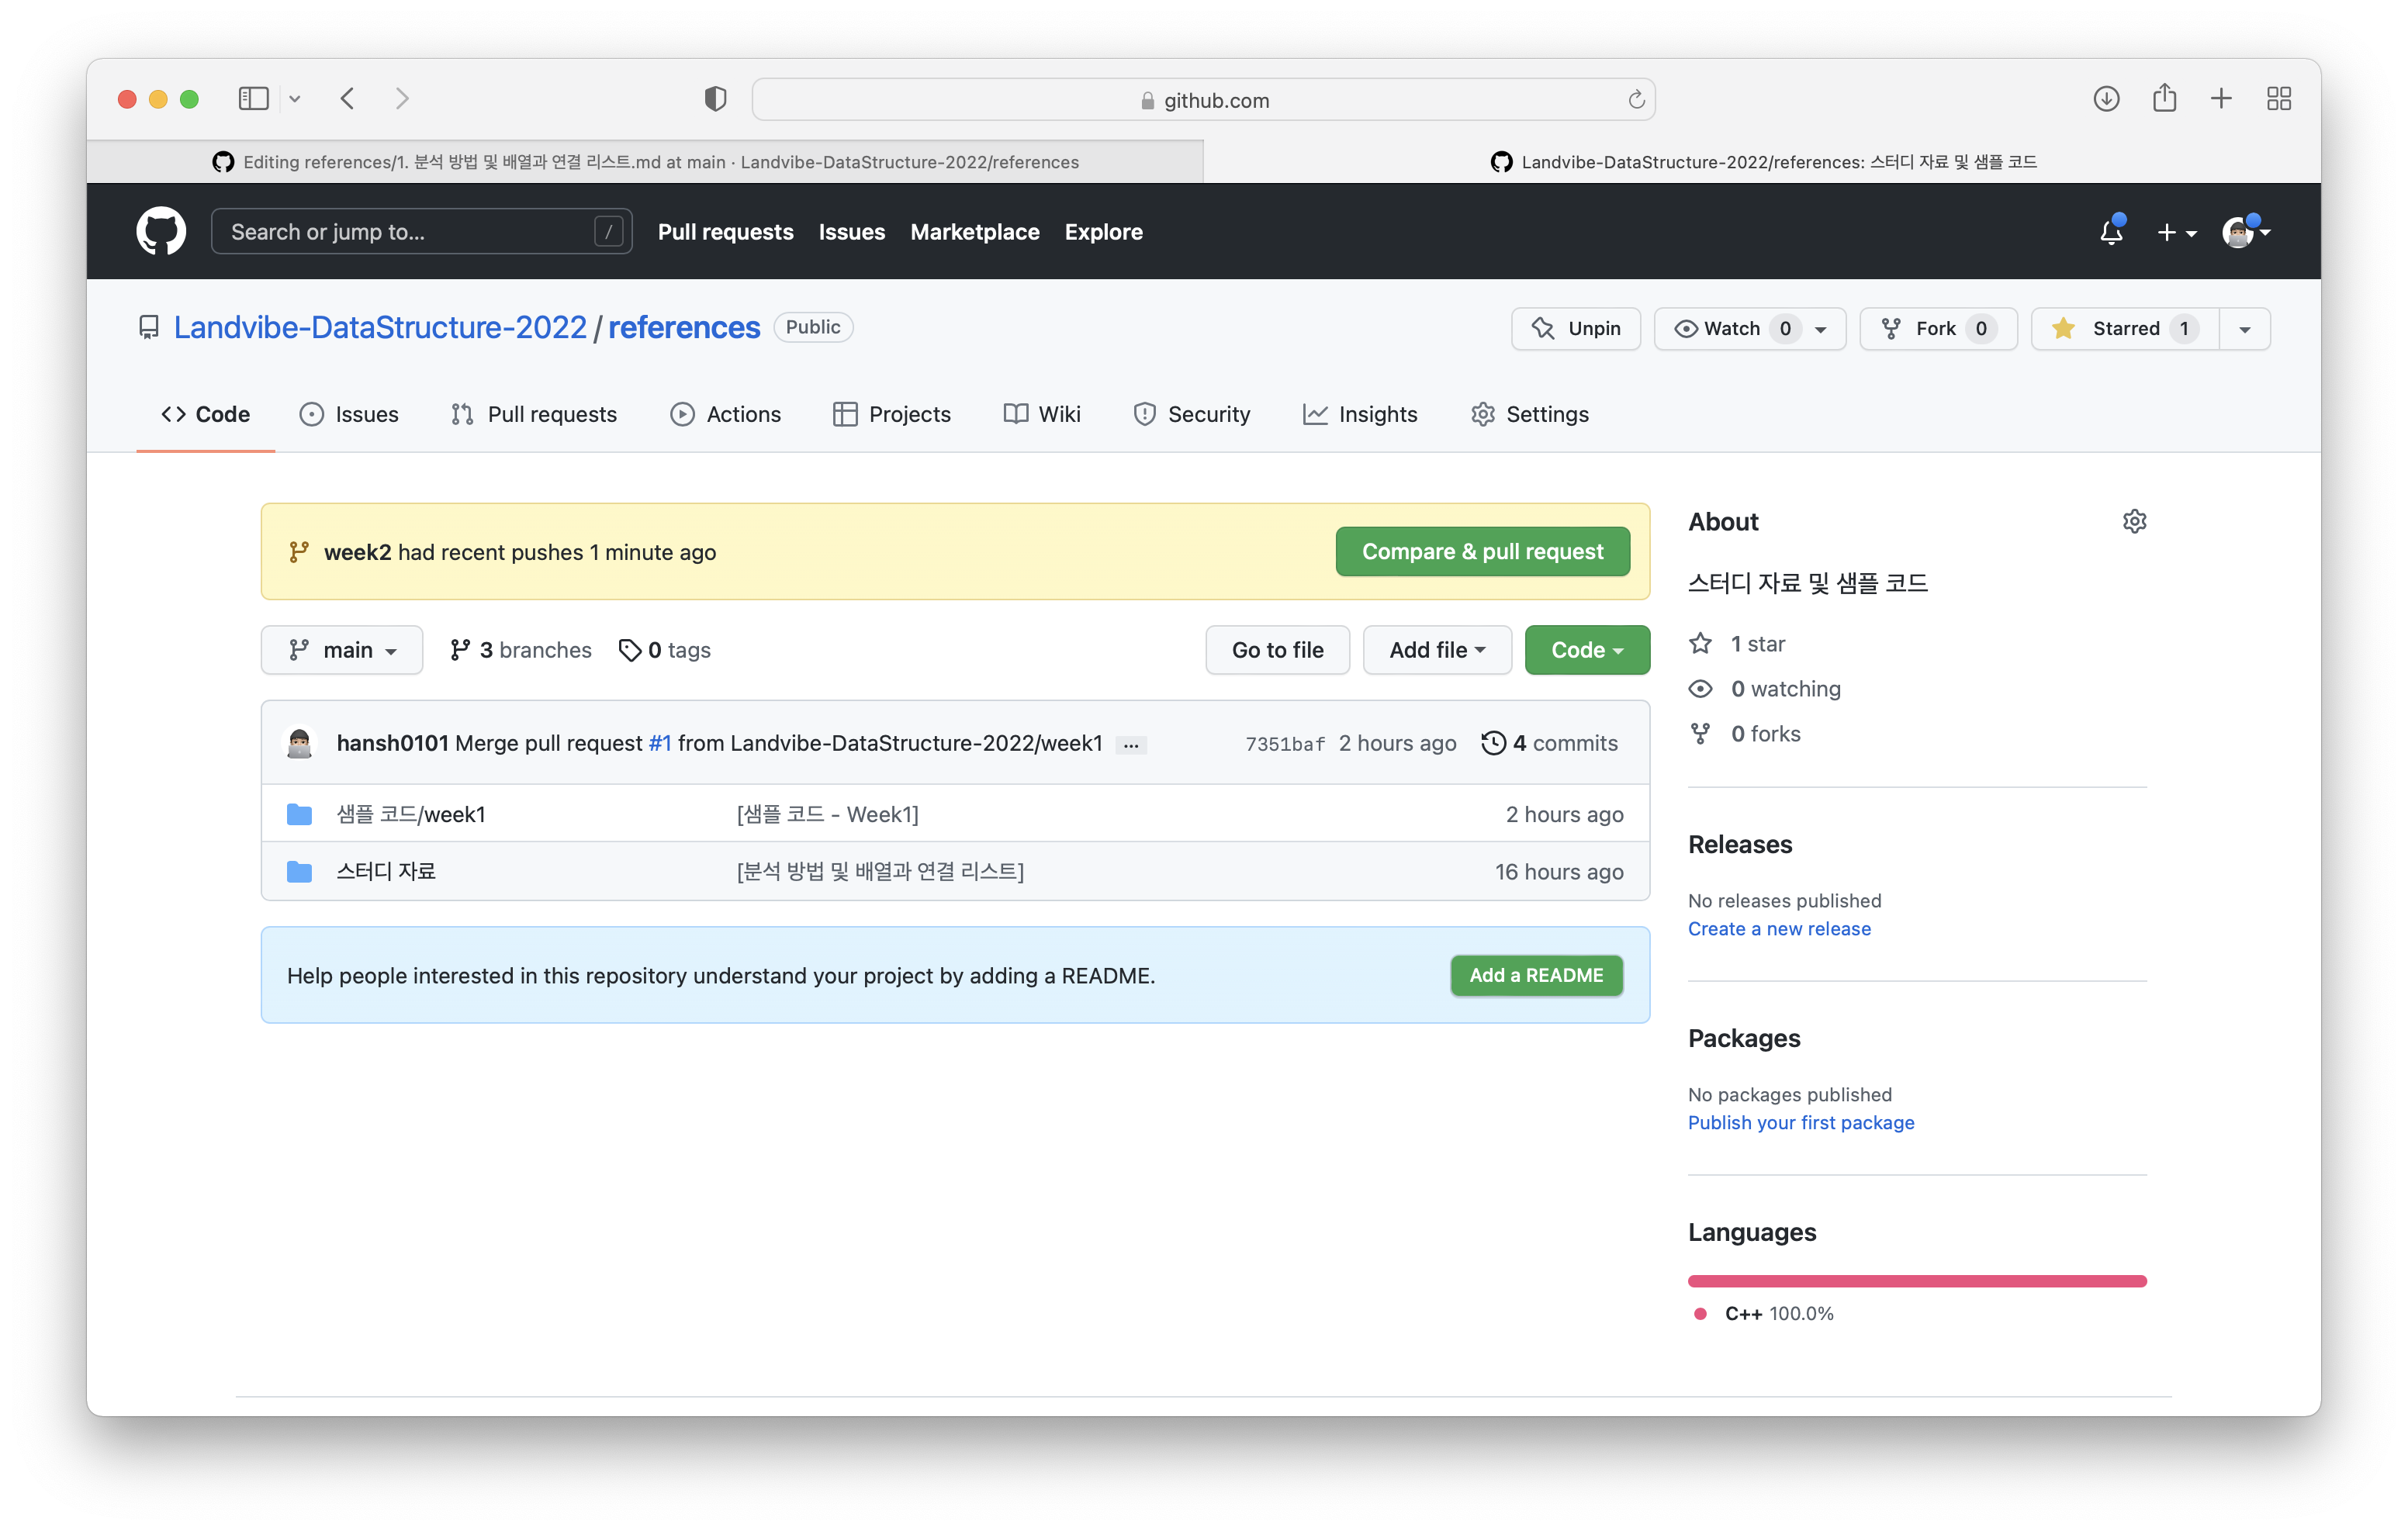 github.com
Editing references/1. 분석 방법 및 배열과 연결 리스트.md at main · Landvibe-DataStructure-2022/references
Landvibe-DataStructure-2022/references: 스터디 자료 및 샘플 코드
Search or jump to... /
Pull requests Issues Marketplace Explore
Landvibe-DataStructure-2022 / references Public
Unpin Watch 0 Fork 0 Starred 1
Code Issues Pull requests Actions Projects Wiki Security Insights Settings
week2 had recent pushes 1 minute ago
Compare & pull request
main 3 branches 0 tags
Go to file Add file Code
hansh0101 Merge pull request #1 from Landvibe-DataStructure-2022/week1 ...
7351baf 2 hours ago 4 commits
샘플 코드/week1 [샘플 코드 - Week1] 2 hours ago
스터디 자료 [분석 방법 및 배열과 연결 리스트] 16 hours ago
Help people interested in this repository understand your project by adding a README.
Add a README
About
스터디 자료 및 샘플 코드
1 star
0 watching
0 forks
Releases
No releases published
Create a new release
Packages
No packages published
Publish your first package
Languages
C++ 100.0%